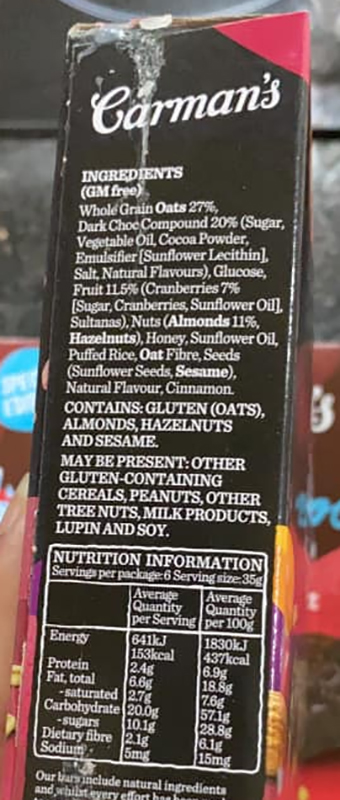 Carman's
INGREDIENTS
(GM free)
Whole Grain Oats 27%,
Dark Choc Compound 20% (Sugar,
Vegetable Oil, Cocoa Powder,
Emulsifier [Sunflower Lecithin],
Salt, Natural Flavours), Glucose,
Fruit 11.5% (Cranberries 7%
[Sugar, Cranberries, Sunflower Oil],
Sultanas), Nuts (Almonds 11%,
Hazelnuts), Honey, Sunflower Oil,
Puffed Rice, Oat Fibre, Seeds
(Sunflower Seeds, Sesame),
Natural Flavour, Cinnamon.
CONTAINS: GLUTEN (OATS),
ALMONDS, HAZELNUTS
AND SESAME.
MAY BE PRESENT: OTHER
GLUTEN-CONTAINING
CEREALS, PEANUTS, OTHER
TREE NUTS, MILK PRODUCTS,
LUPIN AND SOY.
NUTRITION INFORMATION
Servings per package: 6 Serving size: 35g
Average Quantity per Serving Average Quantity per 100g
Energy 641kJ 1830kJ
153kcal 437kcal
Protein 2.4g 6.9g
Fat, total 6.6g 18.8g
-saturated 2.7g 7.6g
Carbohydrate 20.0g 57.1g
-sugars 10.1g 28.8g
Dietary fibre 2.1g 6.1g
Sodium 5mg 15mg
Our bars include natural ingredients
and whilst every effort has